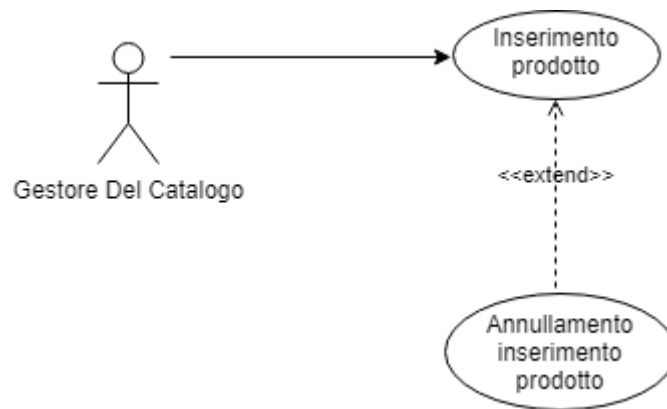 Inserimento
prodotto
Gestore Del Catalogo
<<extend>>
Annullamento
inserimento
prodotto